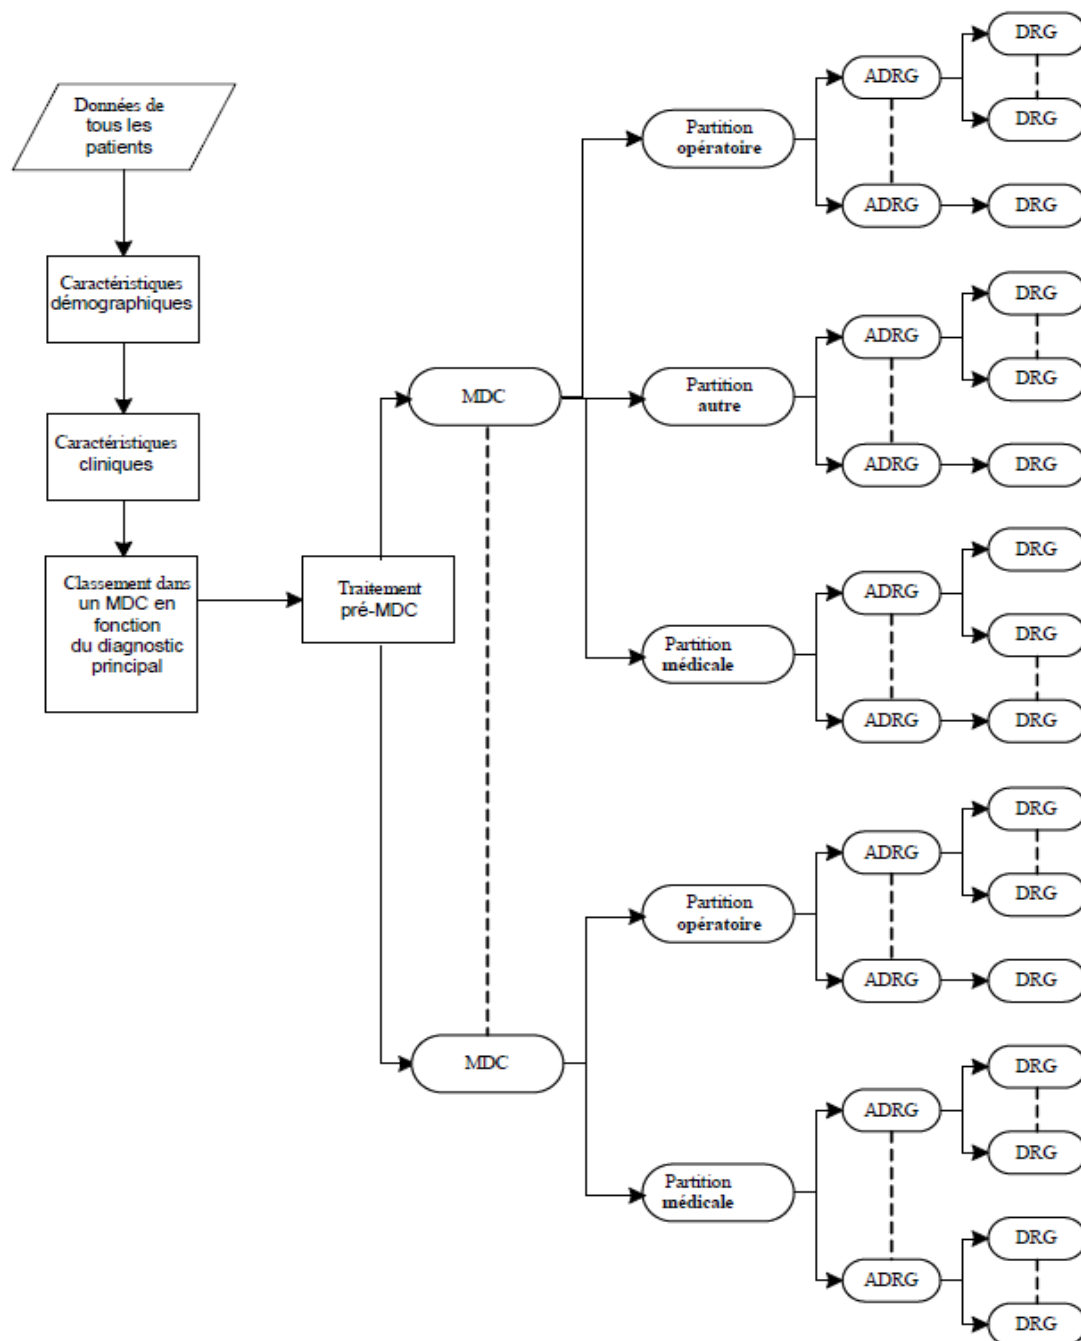 Données de
tous les
patients
Caractéristiques
démographiques
Caractéristiques
cliniques
Classement dans
un MDC en
fonction
du diagnostic
principal
Traitement
pré-MDC
MDC
MDC
Partition
opératoire
ADRG
DRG
DRG
ADRG
DRG
Partition
autre
ADRG
DRG
DRG
ADRG
DRG
Partition
médicale
ADRG
DRG
DRG
ADRG
DRG
Partition
opératoire
ADRG
DRG
DRG
ADRG
DRG
Partition
médicale
ADRG
DRG
DRG
ADRG
DRG
DRG